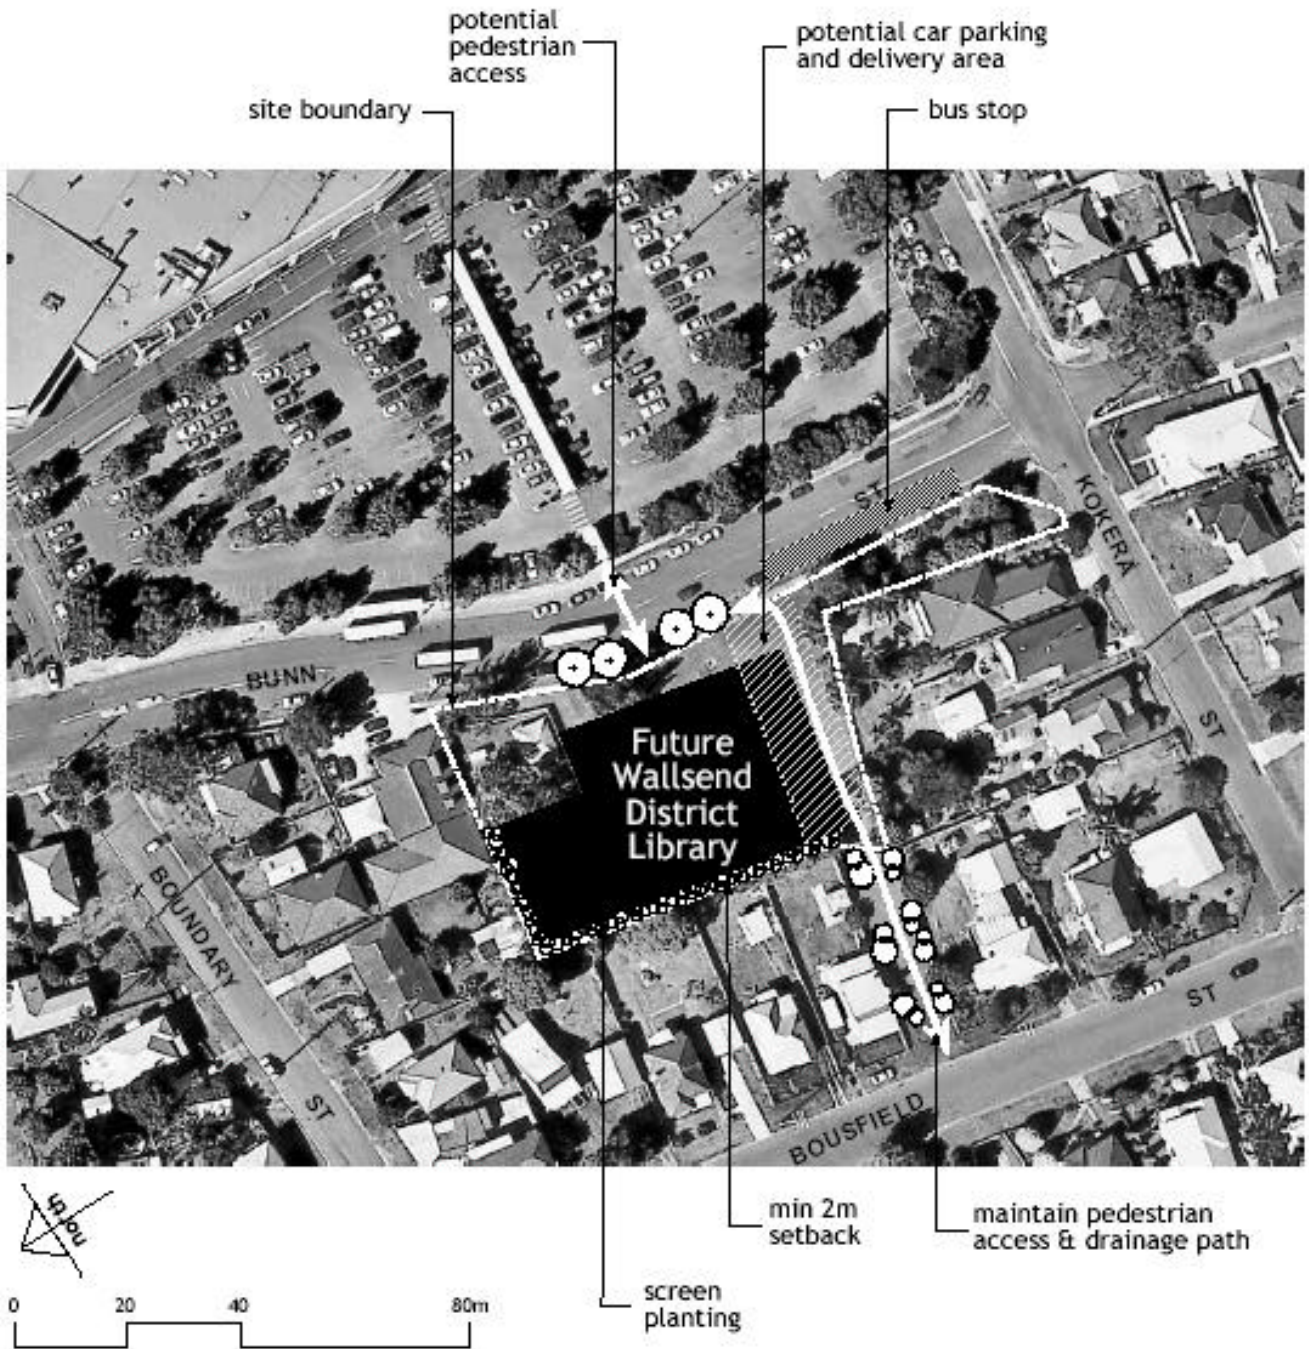 potential
pedestrian
access
potential car parking
and delivery area
site boundary
bus stop
ST
KOKERA
ST
BUNN
Future
Wallsend
District
Library
BOUNDARY
ST
ST
BOUSFIELD
north
min 2m
setback
maintain pedestrian
access & drainage path
screen
planting
0 20 40 80m